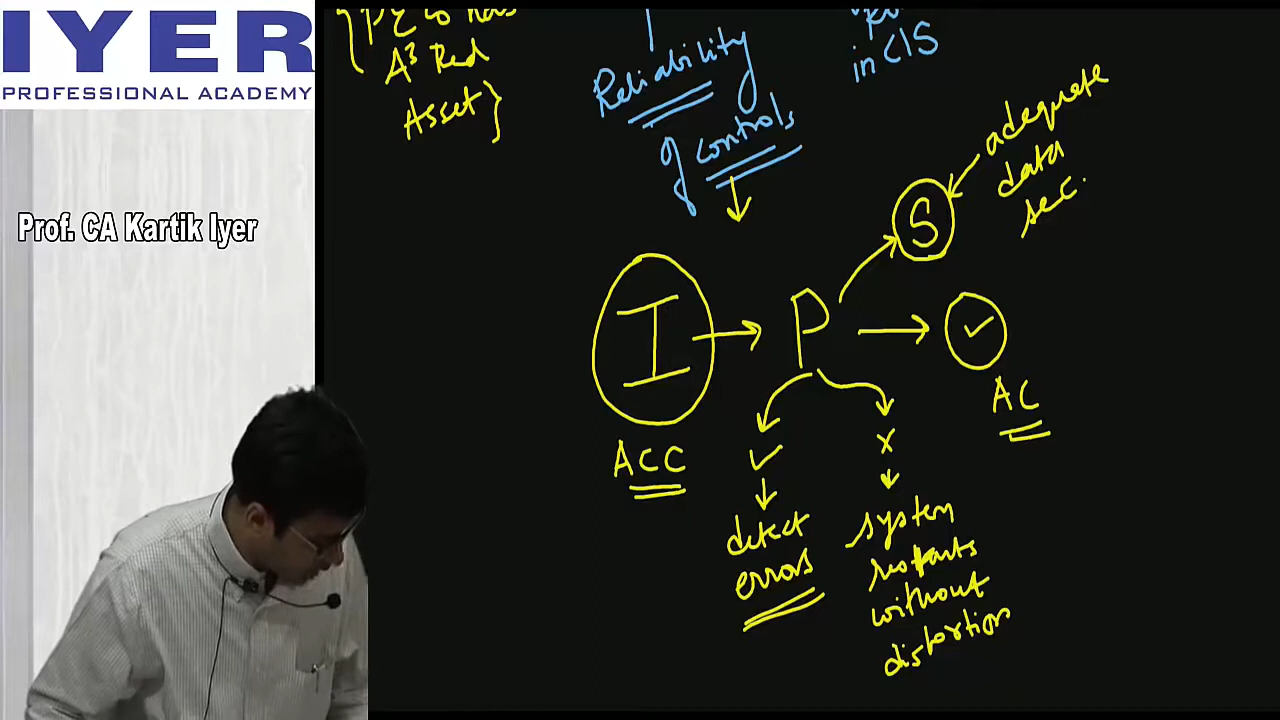 IYER
PROFESSIONAL ACADEMY
Prof. CA Kartik Iyer
A³ Red
Asset}
Reliability
of controls
in CIS
adequate
data
sec.
S
I
P
ACC
AC
✓
detect
errors
x
system
restarts
without
distortion